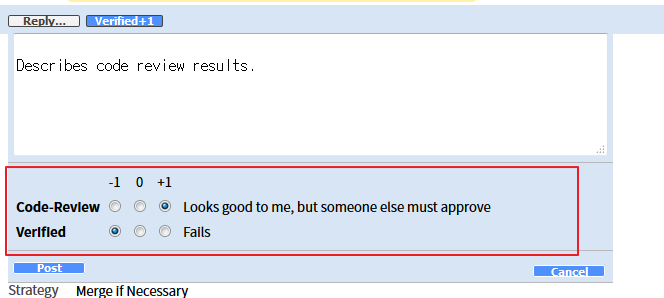 Reply... Verified+1
Describes code review results.
-1 0 +1
Code-Review Looks good to me, but someone else must approve
Verified Fails
Post Cancel
Strategy Merge if Necessary